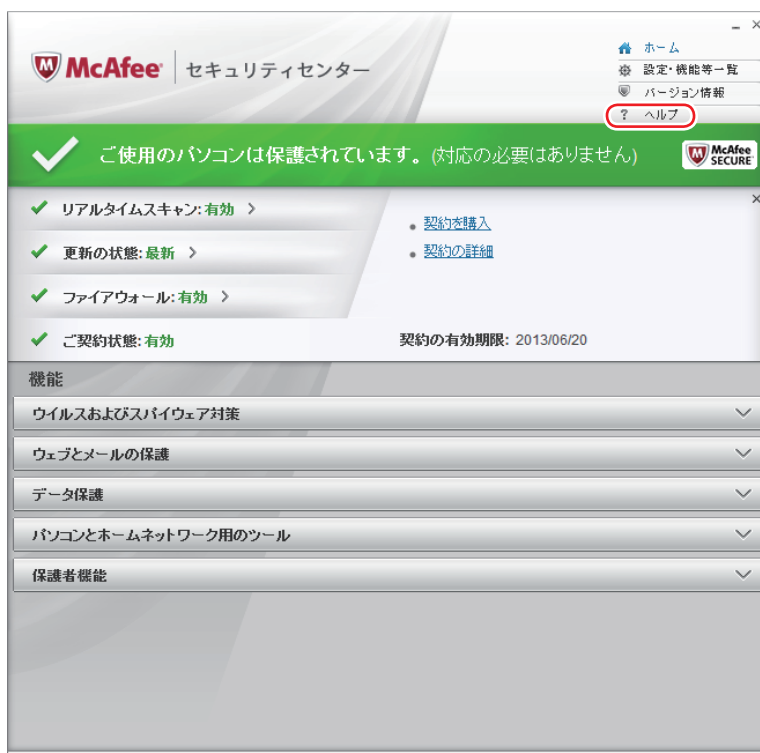 McAfee セキュリティセンター
ホーム
設定・機能等一覧
バージョン情報
? ヘルプ
ご使用のパソコンは保護されています。(対応の必要はありません)
McAfee
SECURE
リアルタイムスキャン: 有効 >
更新の状態: 最新 >
ファイアウォール: 有効 >
ご契約状態: 有効
• 契約を購入
• 契約の詳細
契約の有効期限: 2013/06/20
機能
ウイルスおよびスパイウェア対策
ウェブとメールの保護
データ保護
パソコンとホームネットワーク用のツール
保護者機能